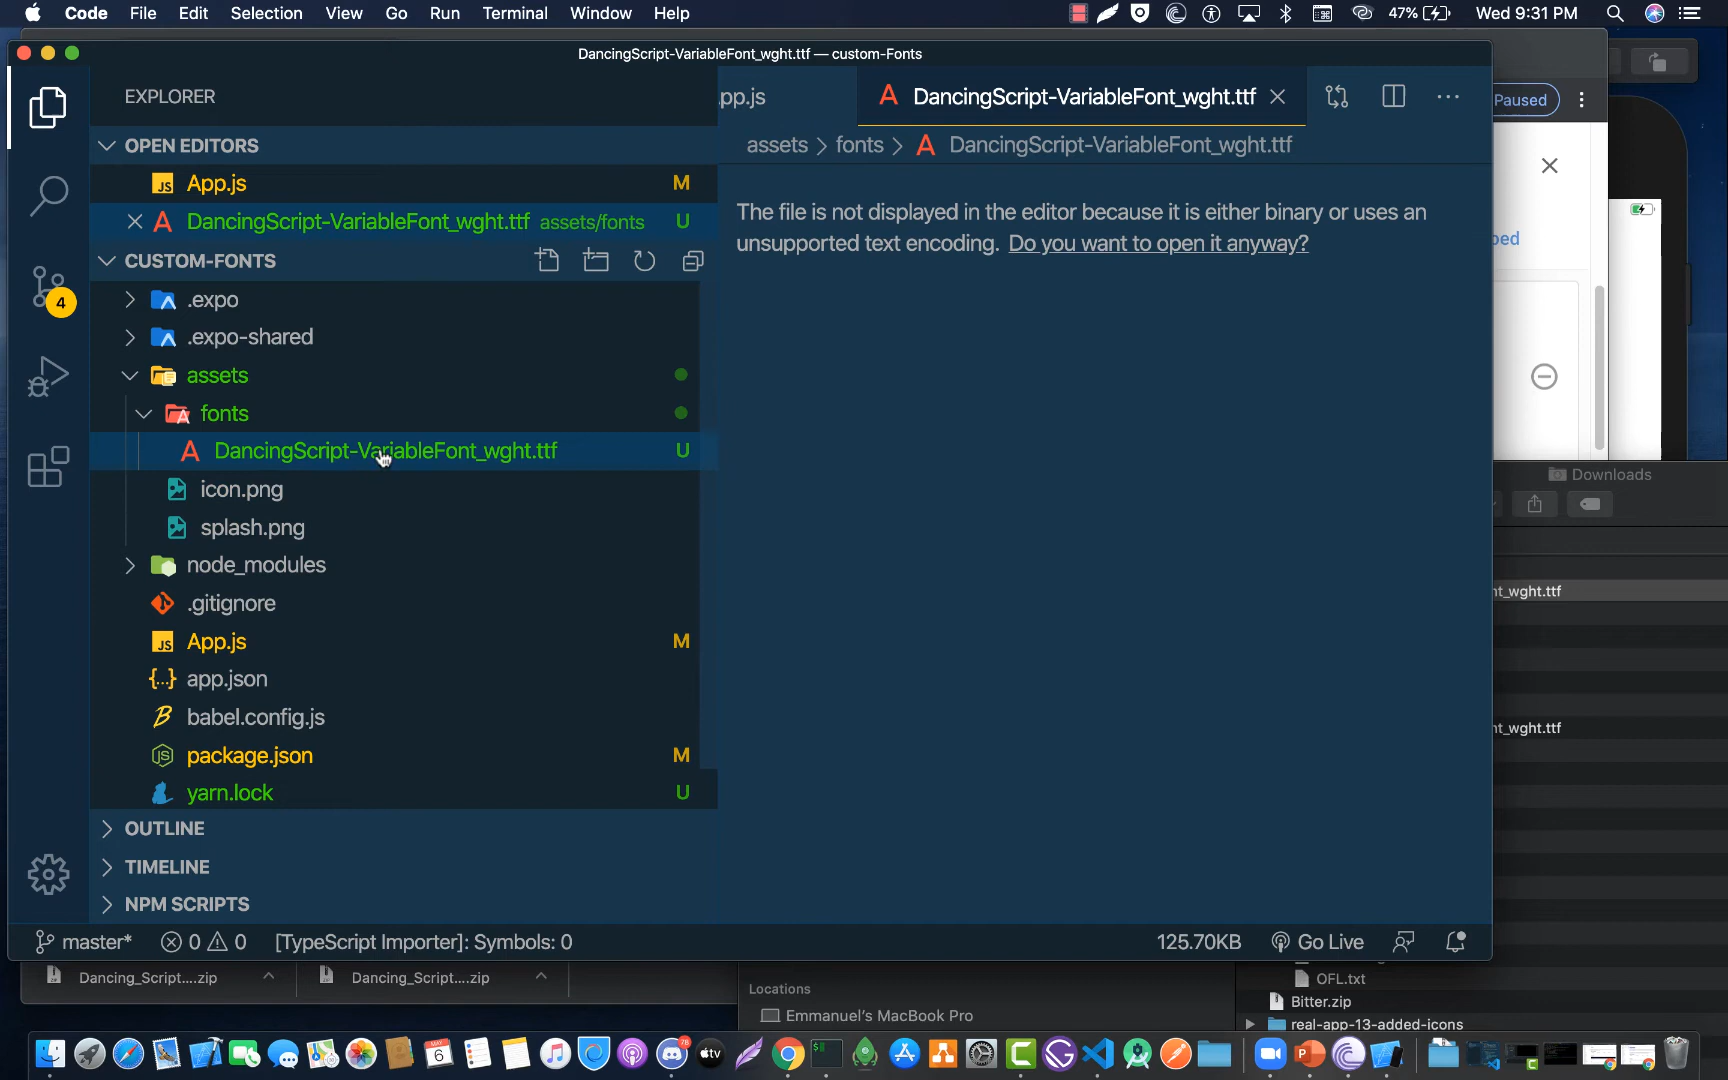 Code File Edit Selection View Go Run Terminal Window Help
47% Wed 9:31 PM
DancingScript-VariableFont_wght.ttf — custom-Fonts
EXPLORER
pp.js
DancingScript-VariableFont_wght.ttf
Paused
OPEN EDITORS
assets > fonts > DancingScript-VariableFont_wght.ttf
App.js M
DancingScript-VariableFont_wght.ttf assets/fonts U
The file is not displayed in the editor because it is either binary or uses an
unsupported text encoding. Do you want to open it anyway?
CUSTOM-FONTS
.expo
.expo-shared
assets
fonts
DancingScript-VariableFont_wght.ttf U
icon.png
splash.png
node_modules
.gitignore
App.js M
app.json
babel.config.js
package.json M
yarn.lock U
OUTLINE
TIMELINE
NPM SCRIPTS
4
master* 0 0 [TypeScript Importer]: Symbols: 0
125.70KB Go Live
Downloads
t_wght.ttf
t_wght.ttf
Dancing_Script....zip
Dancing_Script....zip
Locations
Emmanuel's MacBook Pro
OFL.txt
Bitter.zip
real-app-13-added-icons
6
78
tv